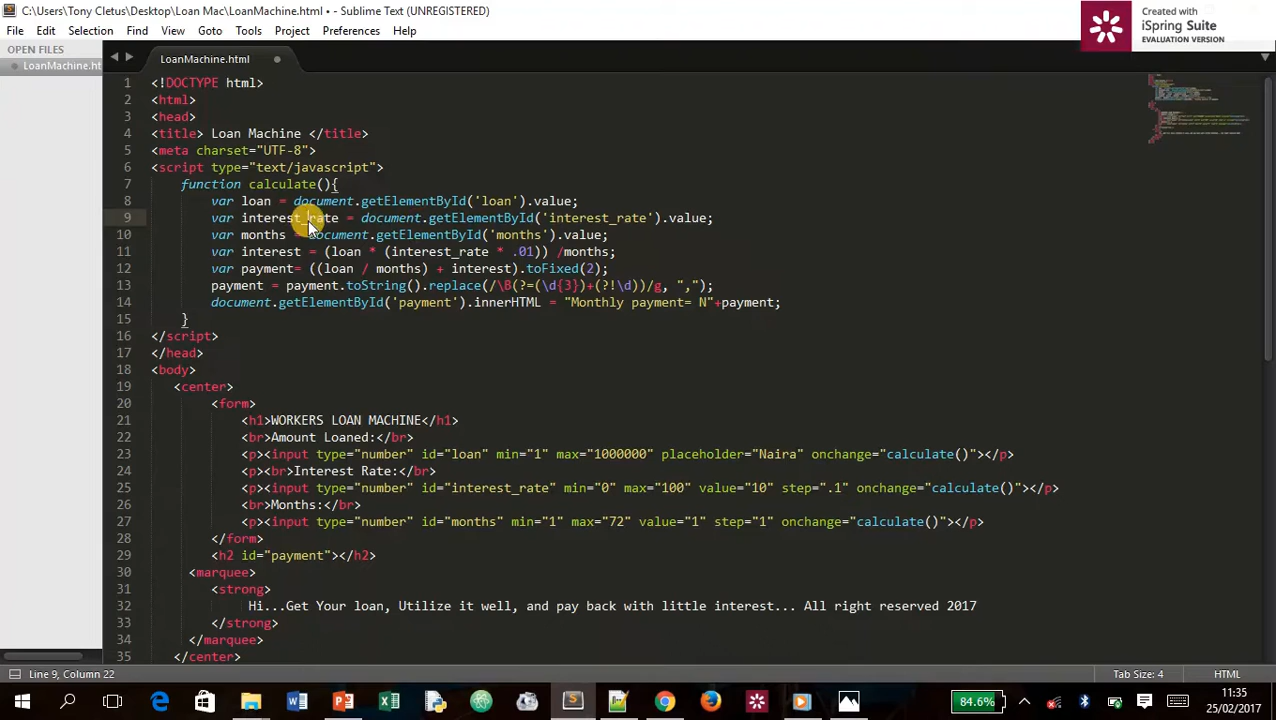 C:\Users\Tony Cletus\Desktop\Loan Mac\LoanMachine.html • - Sublime Text (UNREGISTERED)
Created with
iSpring Suite
EVALUATION VERSION
File Edit Selection Find View Goto Tools Project Preferences Help
OPEN FILES
LoanMachine.ht
LoanMachine.html
1 <!DOCTYPE html>
2 <html>
3 <head>
4 <title> Loan Machine </title>
5 <meta charset="UTF-8">
6 <script type="text/javascript">
7 function calculate(){
8 var loan = document.getElementById('loan').value;
9 var interest_rate = document.getElementById('interest_rate').value;
10 var months = document.getElementById('months').value;
11 var interest = (loan * (interest_rate * .01)) /months;
12 var payment= ((loan / months) + interest).toFixed(2);
13 payment = payment.toString().replace(/\B(?=(\d{3})+(?!\d))/g, ",");
14 document.getElementById('payment').innerHTML = "Monthly payment= N"+payment;
15 }
16 </script>
17 </head>
18 <body>
19 <center>
20 <form>
21 <h1>WORKERS LOAN MACHINE</h1>
22 <br>Amount Loaned:</br>
23 <p><input type="number" id="loan" min="1" max="1000000" placeholder="Naira" onchange="calculate()"></p>
24 <p><br>Interest Rate:</br>
25 <p><input type="number" id="interest_rate" min="0" max="100" value="10" step=".1" onchange="calculate()"></p>
26 <br>Months:</br>
27 <p><input type="number" id="months" min="1" max="72" value="1" step="1" onchange="calculate()"></p>
28 </form>
29 <h2 id="payment"></h2>
30 <marquee>
31 <strong>
32 Hi...Get Your loan, Utilize it well, and pay back with little interest... All right reserved 2017
33 </strong>
34 </marquee>
35 </center>
Line 9, Column 22
Tab Size: 4
HTML
84.6%
11:35
25/02/2017